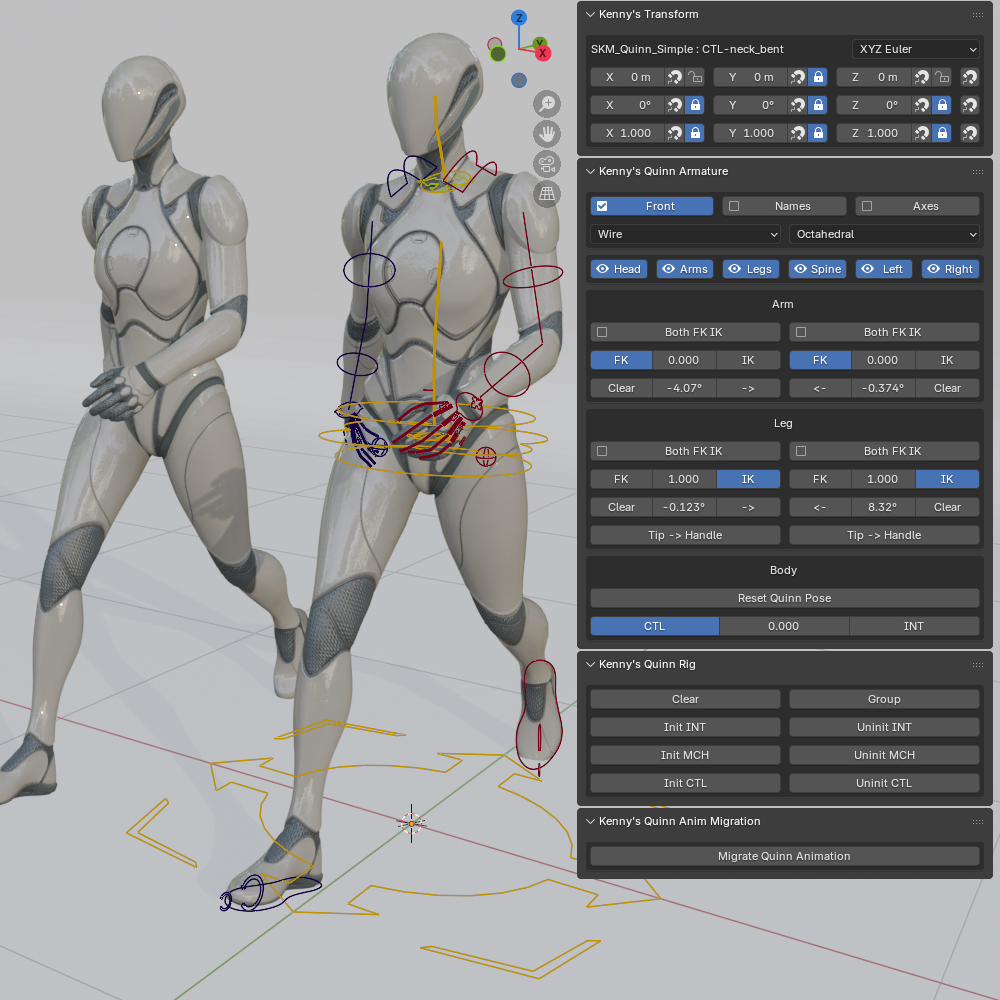 Z
Y
X
Kenny's Transform
SKM_Quinn_Simple : CTL-neck_bent XYZ Euler
X 0 m Y 0 m Z 0 m
X 0° Y 0° Z 0°
X 1.000 Y 1.000 Z 1.000
Kenny's Quinn Armature
Front Names Axes
Wire Octahedral
Head Arms Legs Spine Left Right
Arm
Both FK IK Both FK IK
FK 0.000 IK FK 0.000 IK
Clear -4.07° -> <- -0.374° Clear
Leg
Both FK IK Both FK IK
FK 1.000 IK FK 1.000 IK
Clear -0.123° -> <- 8.32° Clear
Tip -> Handle Tip -> Handle
Body
Reset Quinn Pose
CTL 0.000 INT
Kenny's Quinn Rig
Clear Group
Init INT Uninit INT
Init MCH Uninit MCH
Init CTL Uninit CTL
Kenny's Quinn Anim Migration
Migrate Quinn Animation